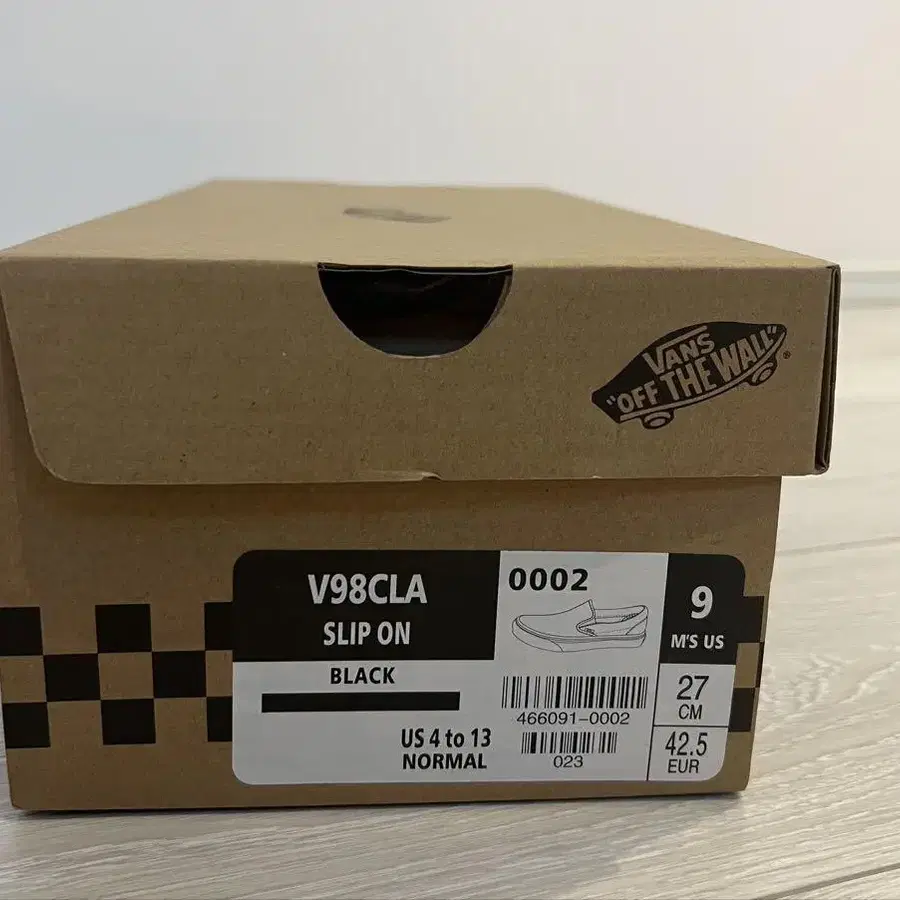 VANS
"OFF THE WALL"
®
V98CLA
SLIP ON
BLACK
US 4 to 13
NORMAL
0002
466091-0002
023
9
M'S US
27
CM
42.5
EUR